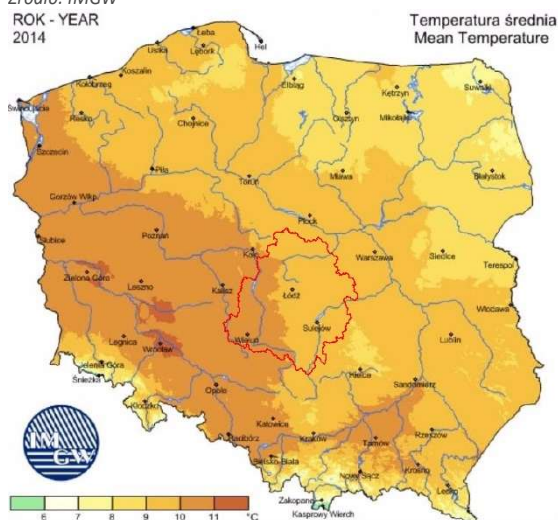 Źródło: IMGW
ROK - YEAR
2014
Temperatura średnia
Mean Temperature
Łeba
Ustka
Lębork
Hel
Koszalin
Kołobrzeg
Elbląg
Kętrzyn
Suwałki
Świnoujście
Resko
Chojnice
Olsztyn
Mikołajki
Szczecin
Piła
Toruń
Mława
Białystok
Gorzów Wlkp.
Płock
Poznań
Koło
Warszawa
Siedlce
Terespol
Słubice
Zielona Góra
Leszno
Kalisz
Łódź
Włodawa
Sulejów
Wieluń
Legnica
Wrocław
Lublin
Jelenia Góra
Śnieżka
Opole
Kielce
Sandomierz
Kłodzko
Katowice
Racibórz
Kraków
Tarnów
Rzeszów
Bielsko-Biała
Nowy Sącz
Krosno
Lesko
Zakopane
Kasprowy Wierch
IMGW
6 7 8 9 10 11 °C